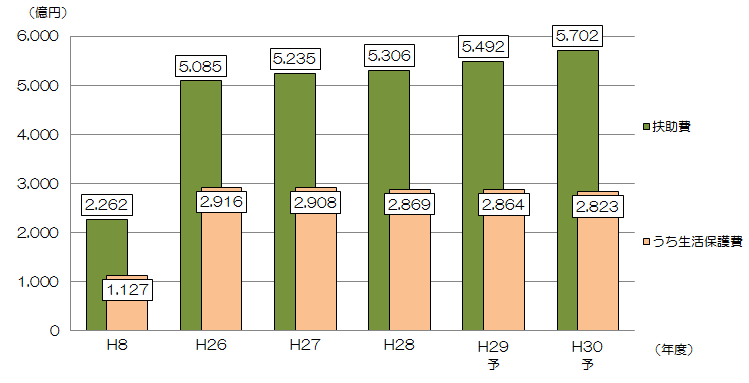 （億円）
6,000
5,000
4,000
3,000
2,000
1,000
0
2,262
1,127
5,085
2,916
5,235
2,908
5,306
2,869
5,492
2,864
5,702
2,823
扶助費
うち生活保護費
H8
H26
H27
H28
H29
予
H30
予
（年度）